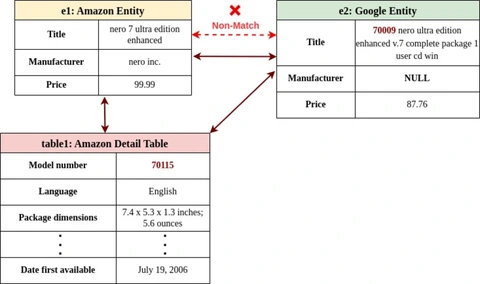 e1: Amazon Entity
Title
nero 7 ultra edition
enhanced
Manufacturer
nero inc.
Price
99.99
Non-Match
e2: Google Entity
Title
70009 nero ultra edition
enhanced v.7 complete package 1
user cd win
Manufacturer
NULL
Price
87.76
table1: Amazon Detail Table
Model number
70115
Language
English
Package dimensions
7.4 x 5.3 x 1.3 inches;
5.6 ounces
Date first available
July 19, 2006